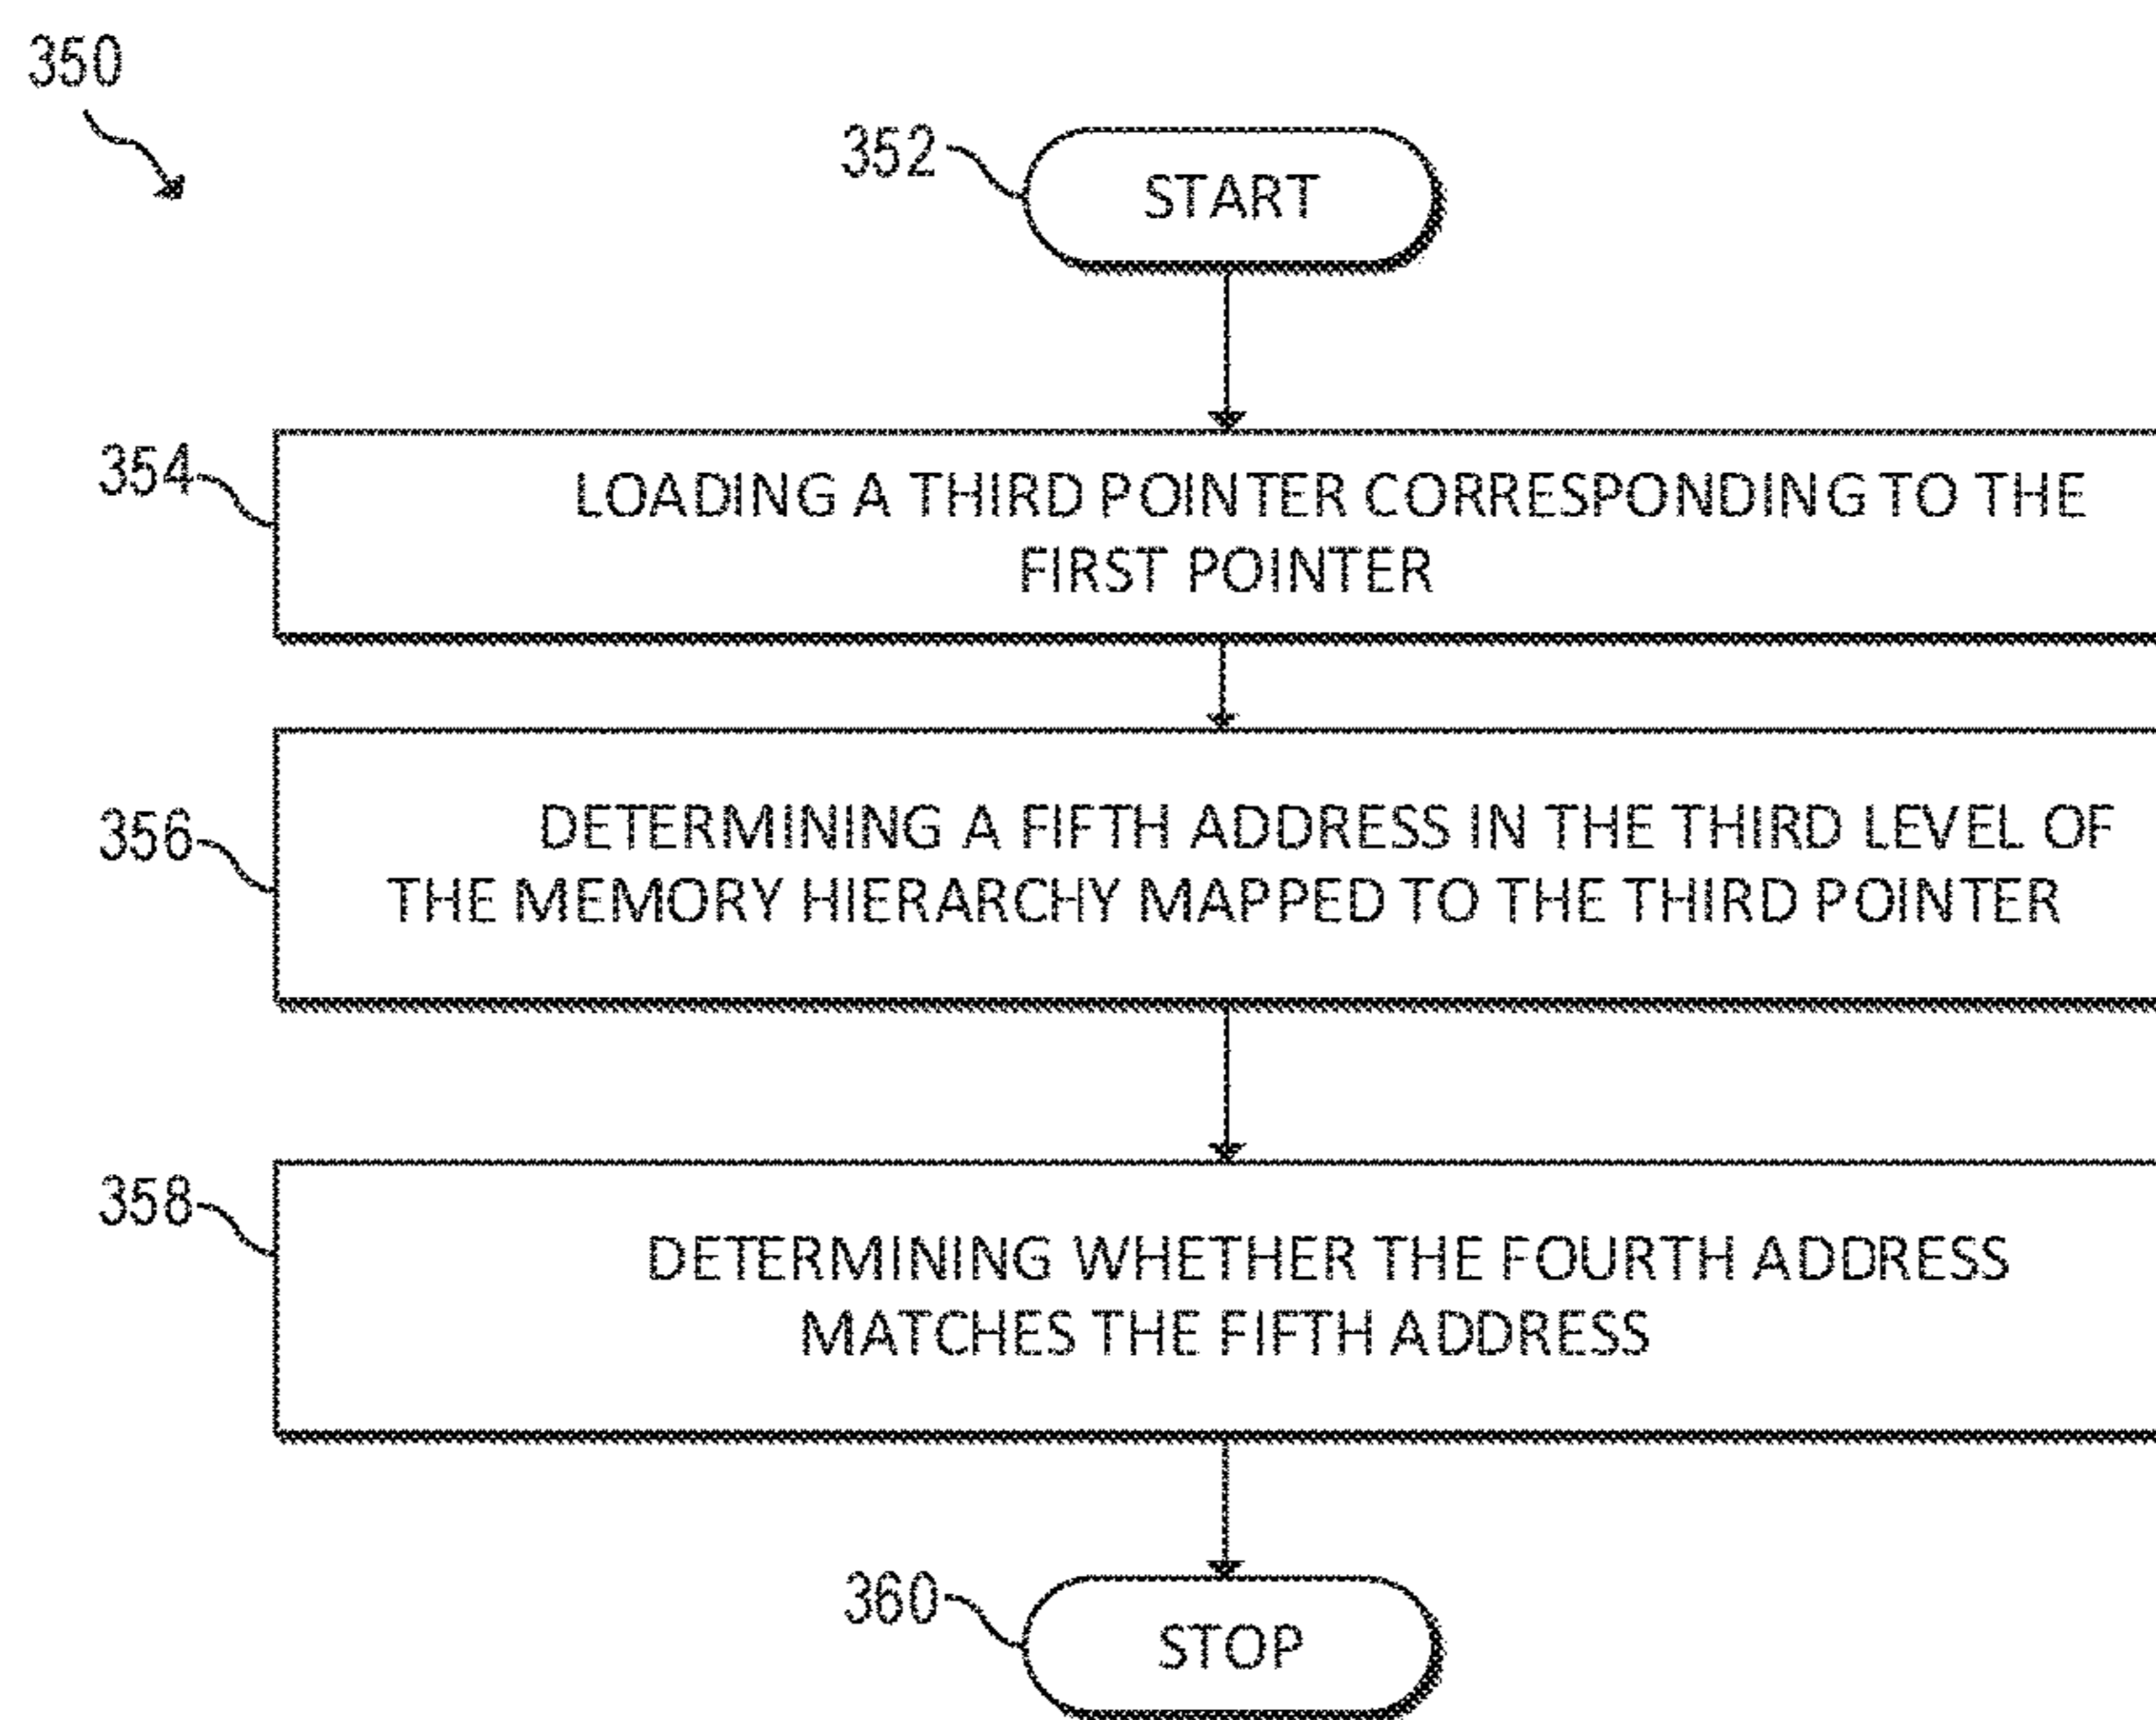 350
352
START
354
LOADING A THIRD POINTER CORRESPONDING TO THE
FIRST POINTER
356
DETERMINING A FIFTH ADDRESS IN THE THIRD LEVEL OF
THE MEMORY HIERARCHY MAPPED TO THE THIRD POINTER
358
DETERMINING WHETHER THE FOURTH ADDRESS
MATCHES THE FIFTH ADDRESS
360
STOP